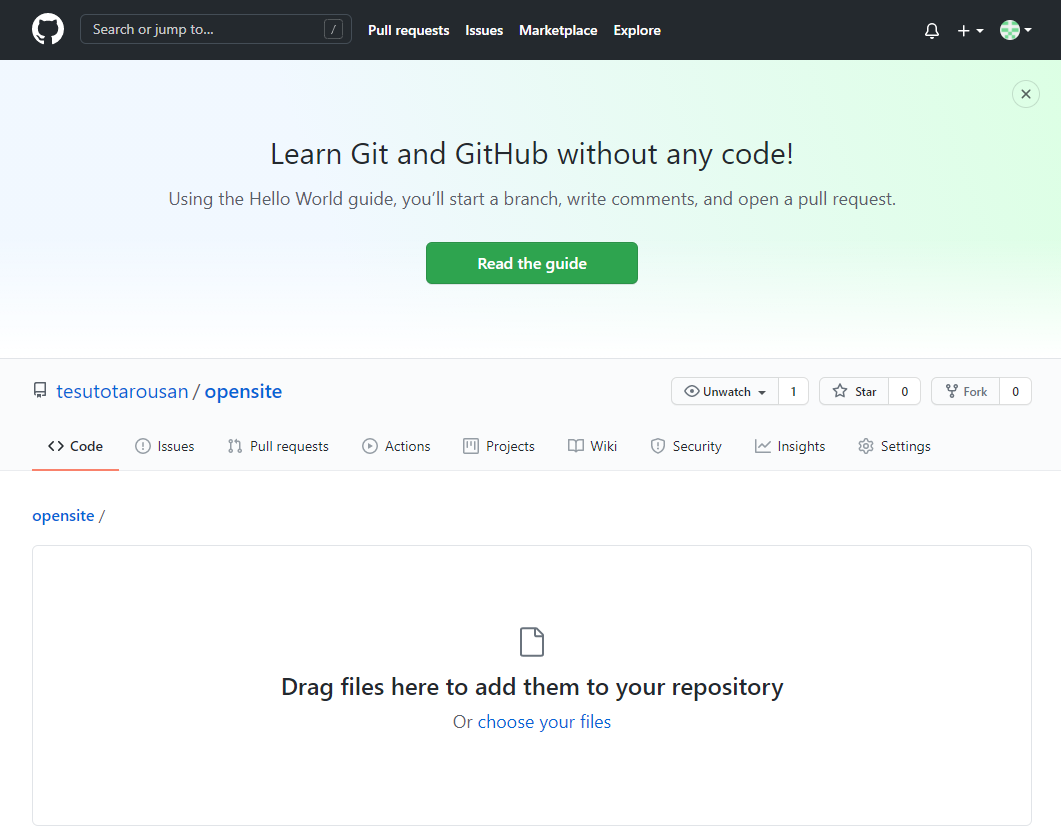 Search or jump to... /
Pull requests Issues Marketplace Explore
Learn Git and GitHub without any code!
Using the Hello World guide, you’ll start a branch, write comments, and open a pull request.
Read the guide
tesutotarousan / opensite
Unwatch 1 Star 0 Fork 0
Code Issues Pull requests Actions Projects Wiki Security Insights Settings
opensite /
Drag files here to add them to your repository
Or choose your files